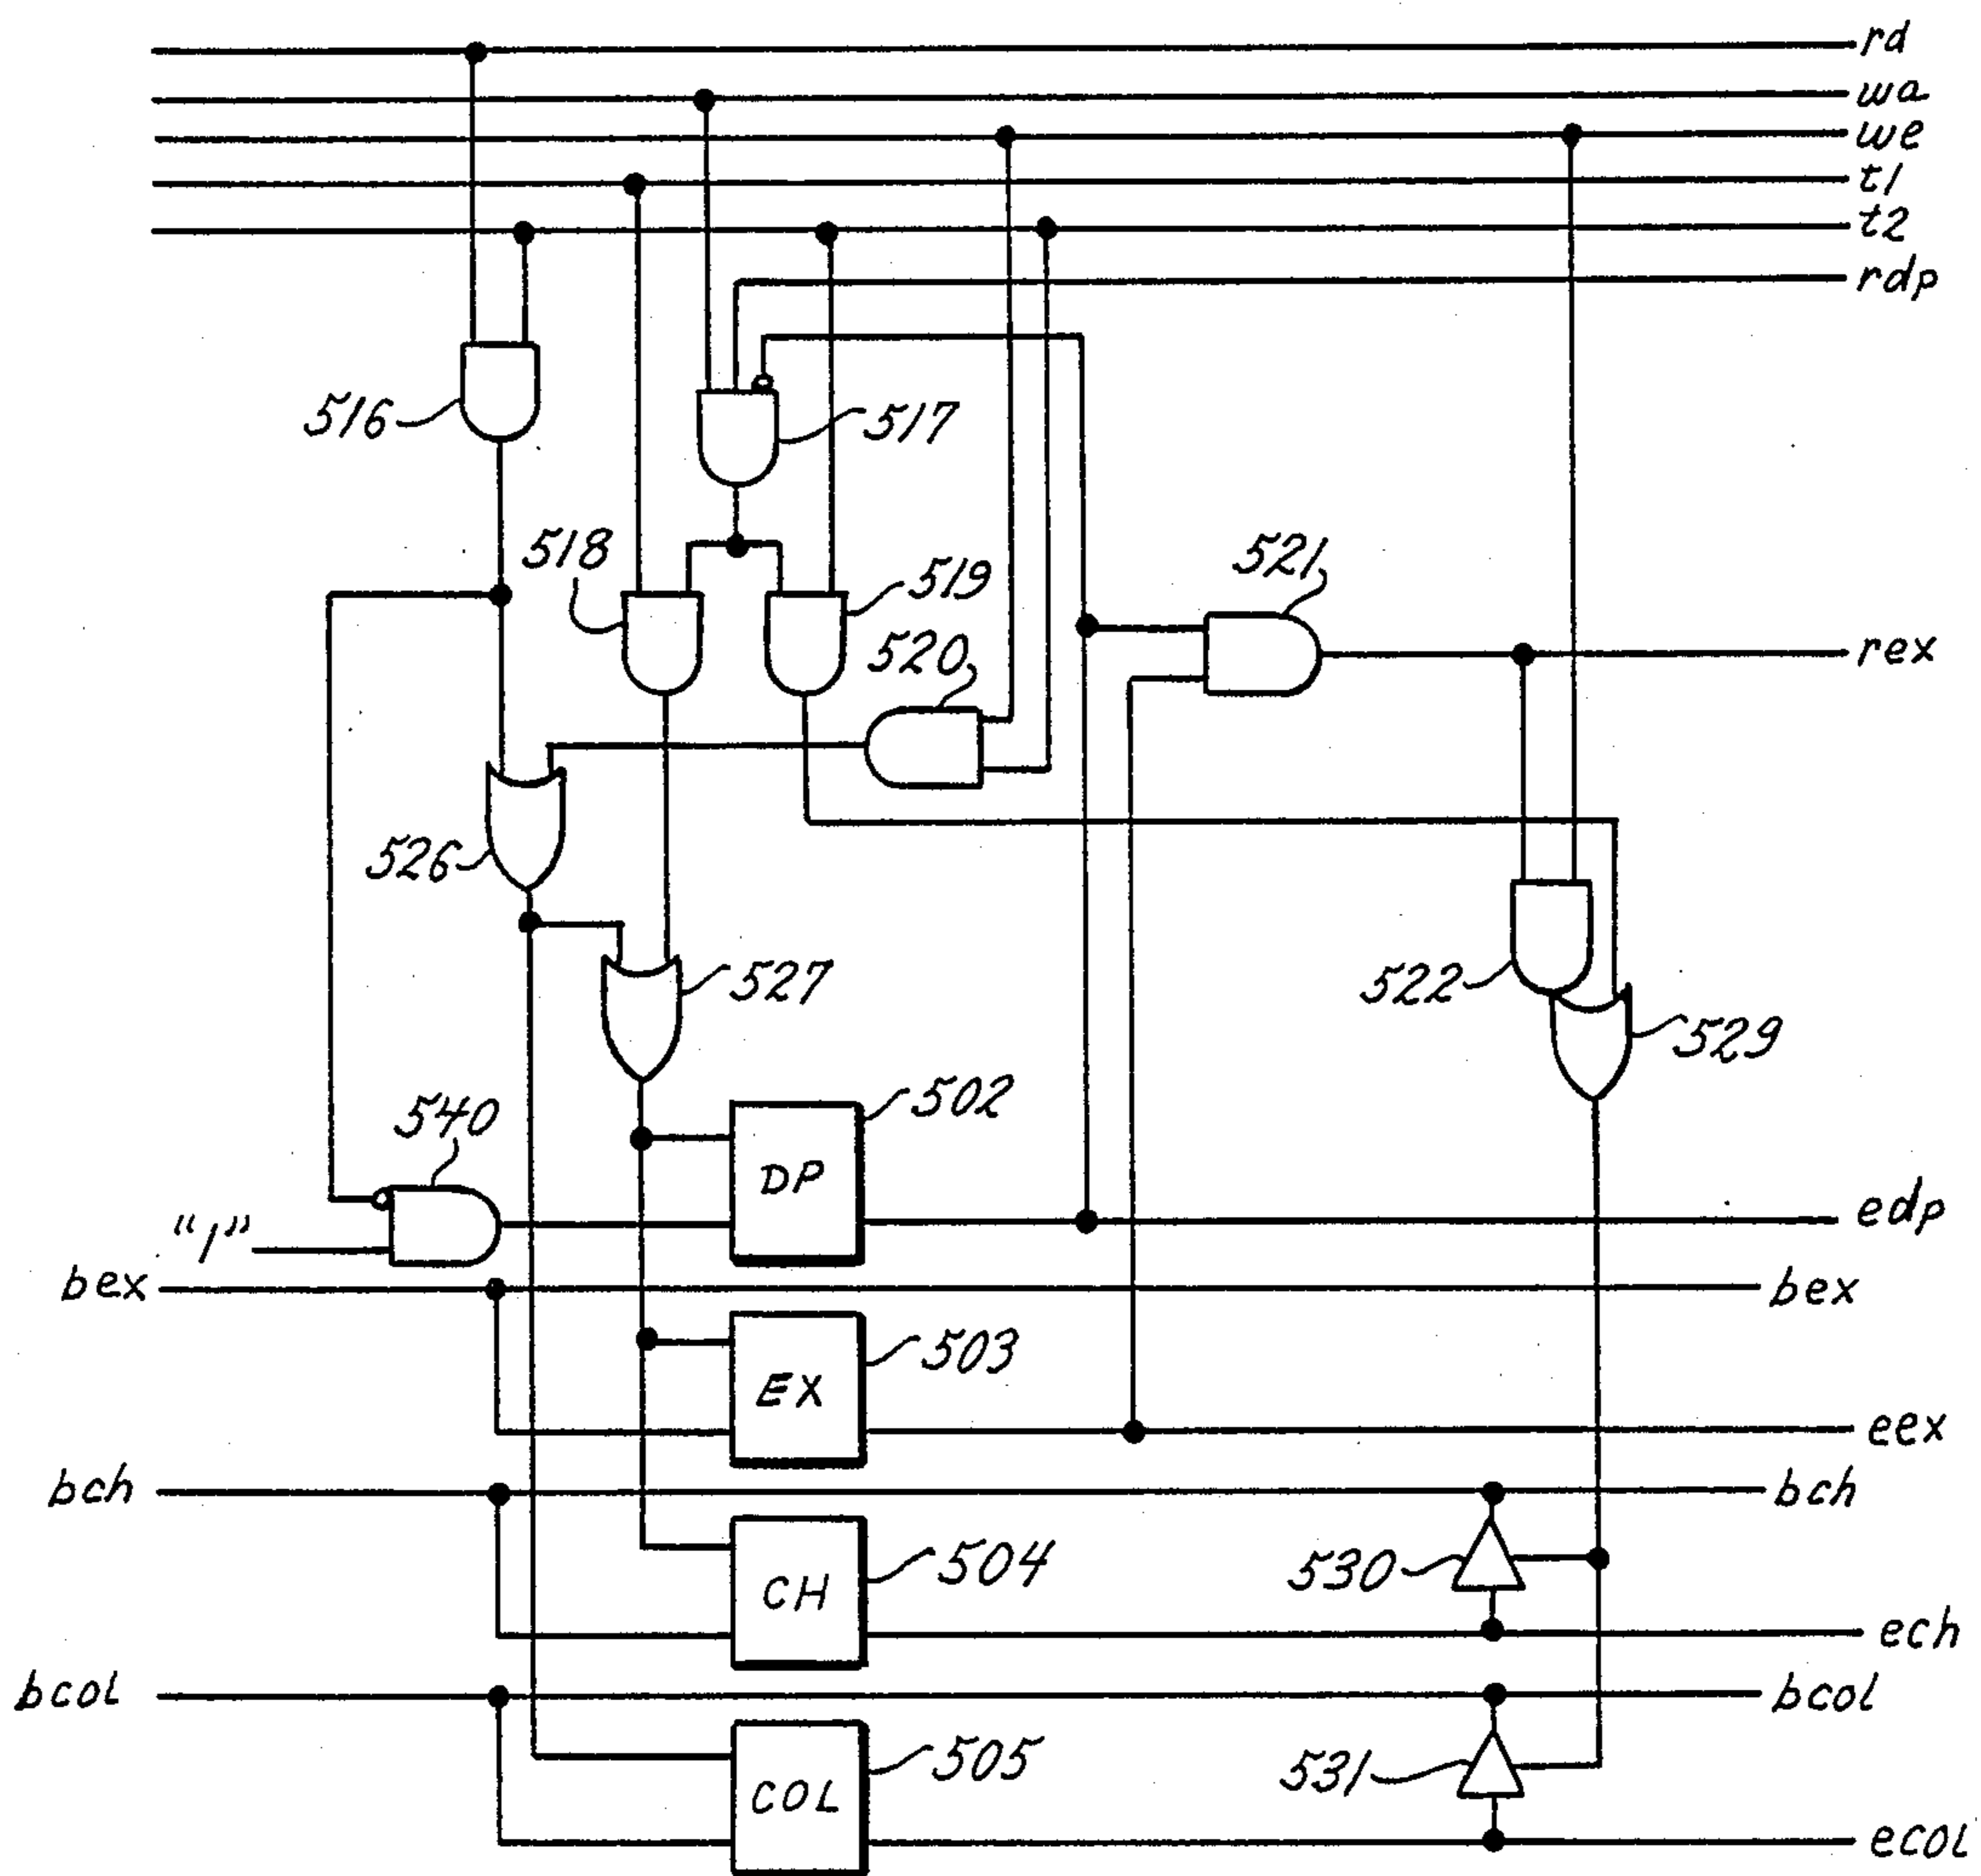 rd
wa
we
t1
t2
rdp
516
517
518
519
521
520
rex
526
527
522
529
502
540
DP
"1"
edp
bex
bex
503
EX
eex
bch
bch
504
530
CH
ech
bcol
bcol
505
531
COL
ecol